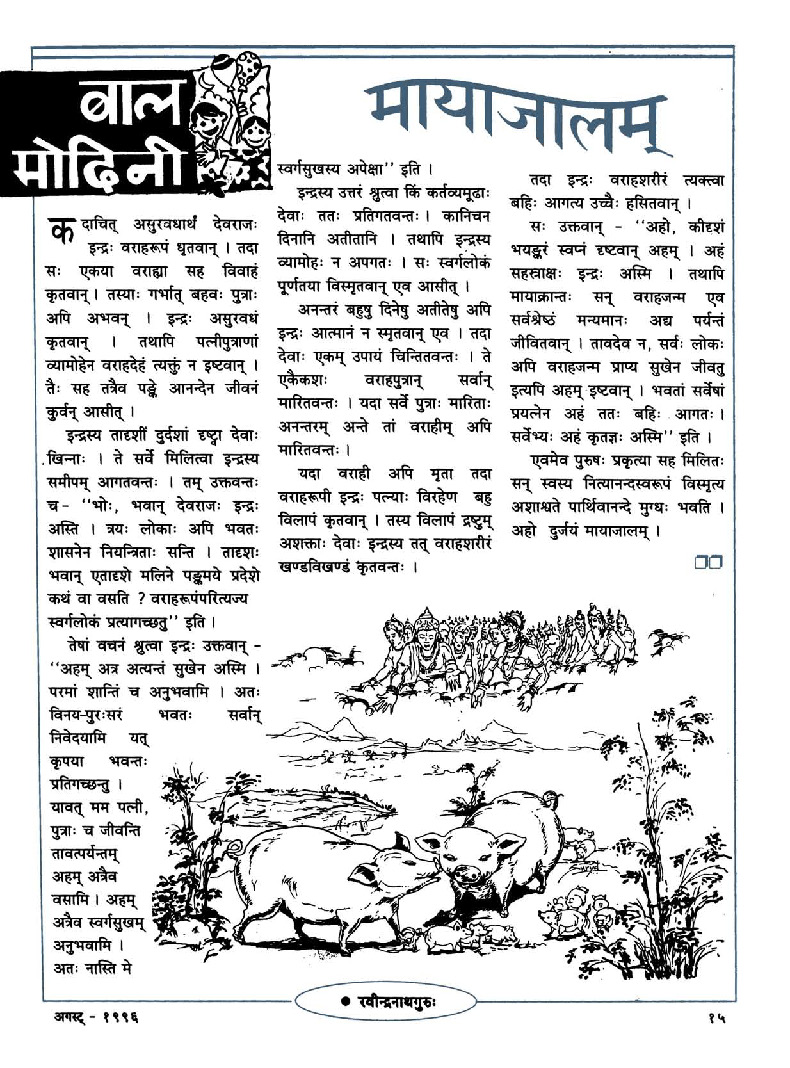 बाल
मोदिनी
मायाजालम्
कदाचित् असुरवधार्थं देवराजः
इन्द्रः वराहरूपं धृतवान् । तदा
सः एकया वराह्या सह विवाहं
कृतवान् । तस्याः गर्भात् बहवः पुत्राः
अपि अभवन् । इन्द्रः असुरवधं
कृतवान् । तथापि पत्नीपुत्राणां
व्यामोहेन वराहदेहं त्यक्तुं न इष्टवान् ।
तैः सह तत्रैव पङ्के आनन्देन जीवनं
कुर्वन् आसीत् ।
इन्द्रस्य तादृशीं दुर्दशां दृष्ट्वा देवाः
खिन्नाः । ते सर्वे मिलित्वा इन्द्रस्य
समीपम् आगतवन्तः । तम् उक्तवन्तः
च- ‘‘भोः, भवान् देवराजः इन्द्रः
अस्ति । त्रयः लोकाः अपि भवतः
शासनेन नियन्त्रिताः सन्ति । तादृशः
भवान् एतादृशे मलिने पङ्कमये प्रदेशे
कथं वा वसति ? वराहरूपंपरित्यज्य
स्वर्गलोकं प्रत्यागच्छतु’’ इति ।
तेषां वचनं श्रुत्वा इन्द्रः उक्तवान् -
‘‘अहम् अत्र अत्यन्तं सुखेन अस्मि ।
परमां शान्तिं च अनुभवामि । अतः
विनय-पुरःसरं भवतः सर्वान्
निवेदयामि यत्
कृपया भवन्तः
प्रतिगच्छन्तु ।
यावत् मम पत्नी,
पुत्राः च जीवन्ति
तावत्पर्यन्तम्
अहम् अत्रैव
वसामि । अहम्
अत्रैव स्वर्गसुखम्
अनुभवामि ।
अतः नास्ति मे
स्वर्गसुखस्य अपेक्षा’’ इति ।
इन्द्रस्य उत्तरं श्रुत्वा किं कर्तव्यमूढाः
देवाः ततः प्रतिगतवन्तः । कानिचन
दिनानि अतीतानि । तथापि इन्द्रस्य
व्यामोहः न अपगतः । सः स्वर्गलोकं
पूर्णतया विस्मृतवान् एव आसीत् ।
अनन्तरं बहुषु दिनेषु अतीतेषु अपि
इन्द्रः आत्मानं न स्मृतवान् एव । तदा
देवाः एकम् उपायं चिन्तितवन्तः । ते
एकैकशः वराहपुत्रान् सर्वान्
मारितवन्तः । यदा सर्वे पुत्राः मारिताः
अनन्तरम् अन्ते तां वराहीम् अपि
मारितवन्तः ।
यदा वराही अपि मृता तदा
वराहरूपी इन्द्रः पत्न्याः विरहेण बहु
विलापं कृतवान् । तस्य विलापं द्रष्टुम्
अशक्ताः देवाः इन्द्रस्य तत् वराहशरीरं
खण्डविखण्डं कृतवन्तः ।
तदा इन्द्रः वराहशरीरं त्यक्त्वा
बहिः आगत्य उच्चैः हसितवान् ।
सः उक्तवान् - ‘‘अहो, कीदृशं
भयङ्करं स्वप्नं दृष्टवान् अहम् । अहं
सहस्राक्षः इन्द्रः अस्मि । तथापि
मायाक्रान्तः सन् वराहजन्म एव
सर्वश्रेष्ठं मन्यमानः अद्य पर्यन्तं
जीवितवान् । तावदेव न, सर्वः लोकः
अपि वराहजन्म प्राप्य सुखेन जीवतु
इत्यपि अहम् इष्टवान् । भवतां सर्वेषां
प्रयत्नेन अहं ततः बहिः आगतः ।
सर्वेभ्यः अहं कृतज्ञः अस्मि’’ इति ।
एवमेव पुरुषः प्रकृत्या सह मिलितः
सन् स्वस्य नित्यानन्दस्वरूपं विस्मृत्य
अशाश्वते पार्थिवानन्दे मुग्धः भवति ।
अहो दुर्जयं मायाजालम् ।
● रवीन्द्रनाथगुरुः
अगस्ट् - १९९६
१५